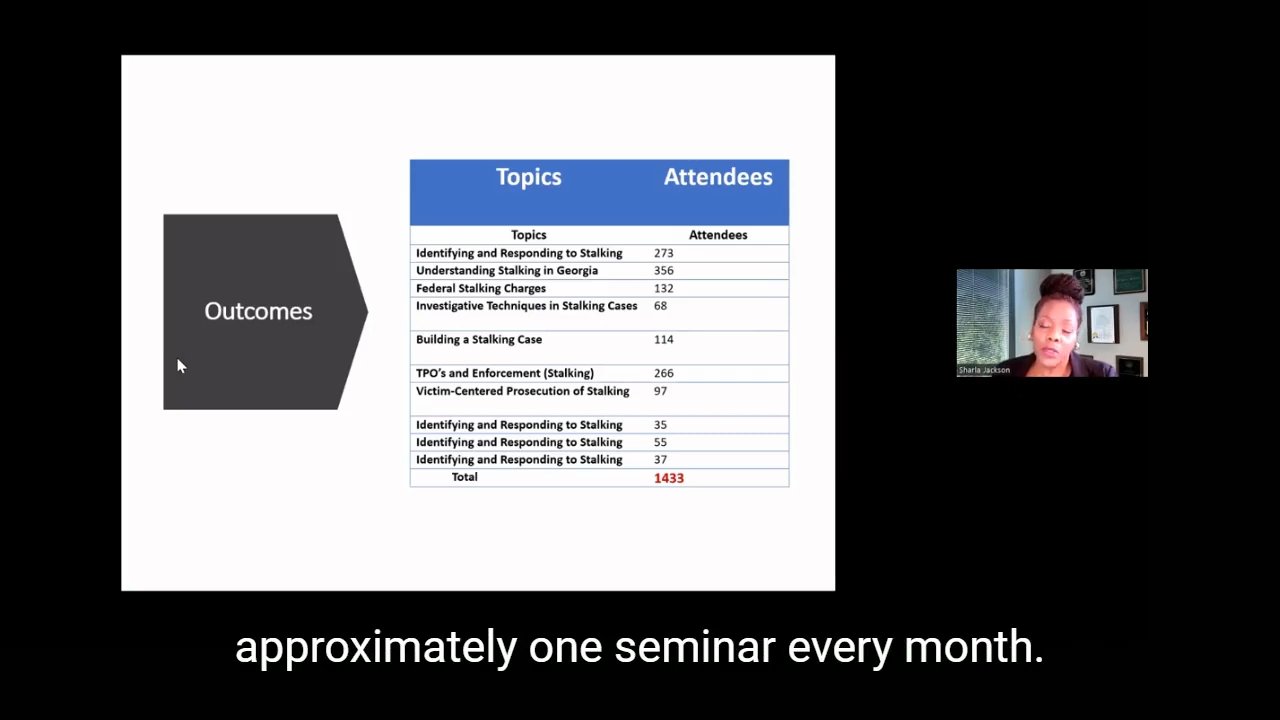 Outcomes
Topics Attendees
Topics Attendees
Identifying and Responding to Stalking 273
Understanding Stalking in Georgia 356
Federal Stalking Charges 132
Investigative Techniques in Stalking Cases 68
Building a Stalking Case 114
TPO's and Enforcement (Stalking) 266
Victim-Centered Prosecution of Stalking 97
Identifying and Responding to Stalking 35
Identifying and Responding to Stalking 55
Identifying and Responding to Stalking 37
Total 1433
Sharla Jackson
approximately one seminar every month.